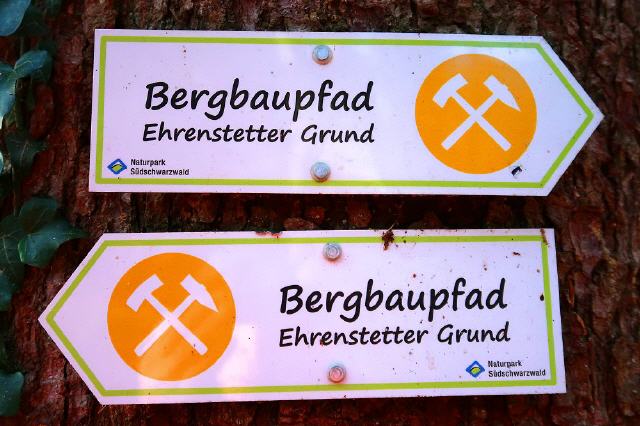 Bergbaupfad
Ehrenstetter Grund
Naturpark
Südschwarzwald
Bergbaupfad
Ehrenstetter Grund
Naturpark
Südschwarzwald